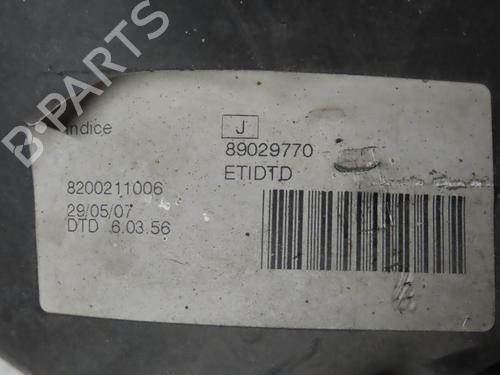 B-PARTS
Indice
J
89029770
ETIDTD
8200211006
29/05/07
DTD 6.03.56